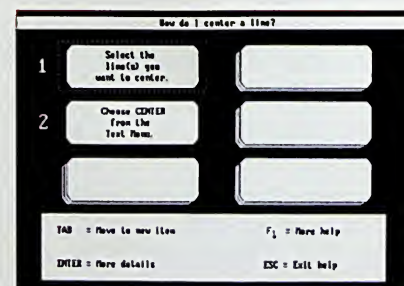 How do I center a line?
1
Select the
line(s) you
want to center.
2
Choose CENTER
from the
Text Menu.
TAB = Move to new item
F1 = More help
ENTER = More details
ESC = Exit help